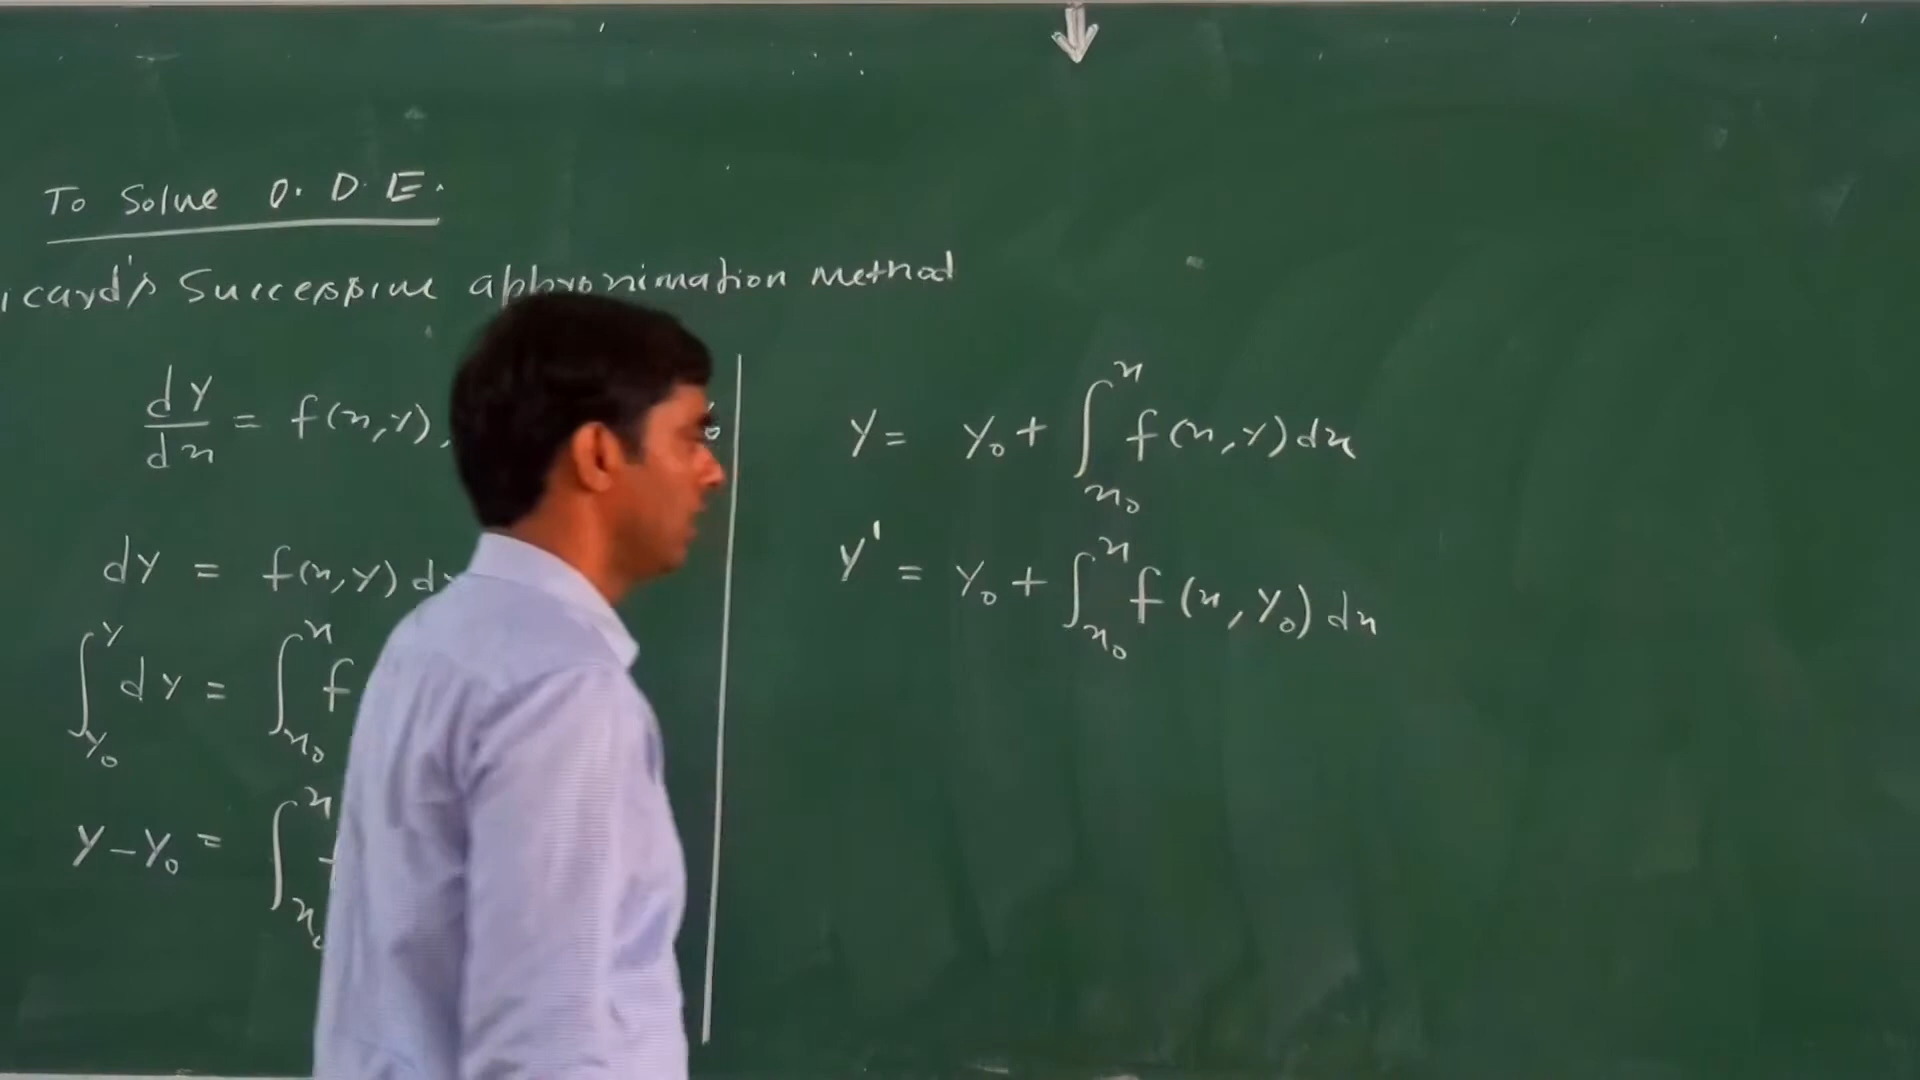 To Solve O.D.E.
icard's Successive approximation Method
dy/dx = f(x,y),
dy = f(x,y) d
∫_{y₀}^{y} dy = ∫_{x₀}^{x} f
y-y₀ = ∫_{x₀}^{x}
y = y₀ + ∫_{x₀}^{x} f(x,y)dx
y' = y₀ + ∫_{x₀}^{x} f(x,y₀)dx